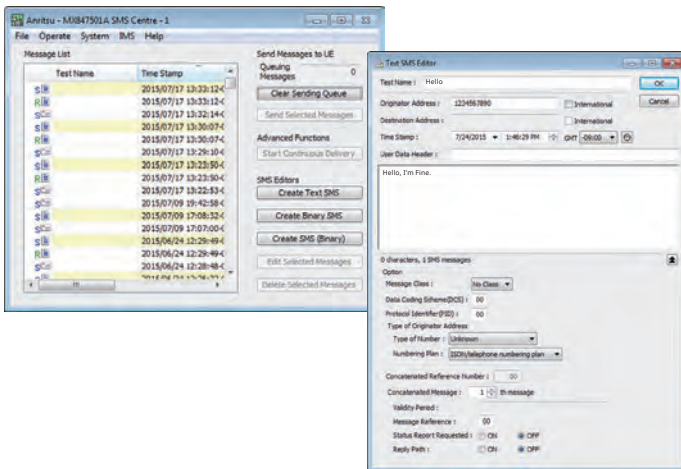 Anritsu - MX847501A SMS Centre - 1
File Operate System IMS Help
Message List
Test Name Time Stamp
S 2015/07/17 13:33:12-(
R 2015/07/17 13:33:12-(
S 2015/07/17 13:32:14-(
S 2015/07/17 13:30:07-(
R 2015/07/17 13:30:07-(
S 2015/07/17 13:29:10-(
S 2015/07/17 13:23:50-(
R 2015/07/17 13:23:50-(
S 2015/07/17 13:22:53-(
S 2015/07/09 19:42:58-(
S 2015/07/09 17:08:32-(
S 2015/07/09 17:07:00-(
S 2015/06/24 12:29:49-(
R 2015/06/24 12:29:49-(
S 2015/06/24 12:28:48-(
Send Messages to UE
Queuing
Messages 0
Clear Sending Queue
Send Selected Messages
Advanced Functions
Start Continuous Delivery
SMS Editors
Create Text SMS
Create Binary SMS
Create SMS (Binary)
Edit Selected Messages
Delete Selected Messages
Text SMS Editor
Test Name : Hello
OK
Originator Address : 1234567890 International
Cancel
Destination Address : International
Time Stamp : 7/24/2015 1:46:29 PM GMT -09:00
User Data Header :
Hello, I'm Fine.
0 characters, 1 SMS messages
Option
Message Class : No Class
Data Coding Scheme(DCS) : 00
Protocol Identifier(PID) : 00
Type of Originator Address
Type of Number : Unknown
Numbering Plan : ISDN/telephone numbering plan
Concatenated Reference Number : 00
Concatenated Message : 1 th message
Validity Period :
Message Reference : 00
Status Report Requested : ON OFF
Reply Path : ON OFF